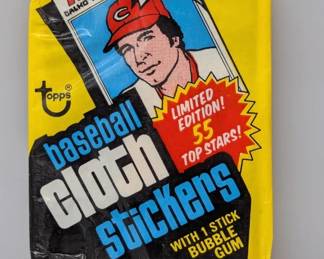 topps®
LIMITED
EDITION!
55
TOP STARS!
baseball
cloth
stickers
WITH 1 STICK
BUBBLE
GUM